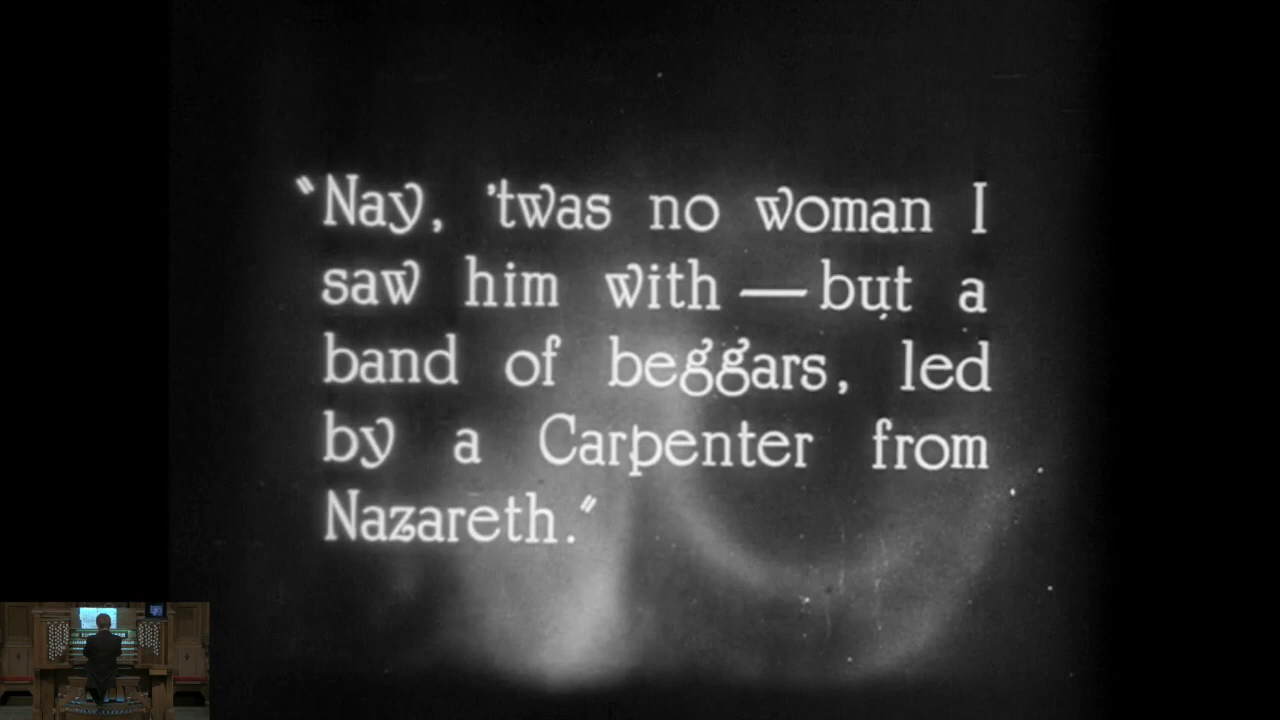 "Nay, 'twas no woman I
saw him with — but a
band of beggars, led
by a Carpenter from
Nazareth."